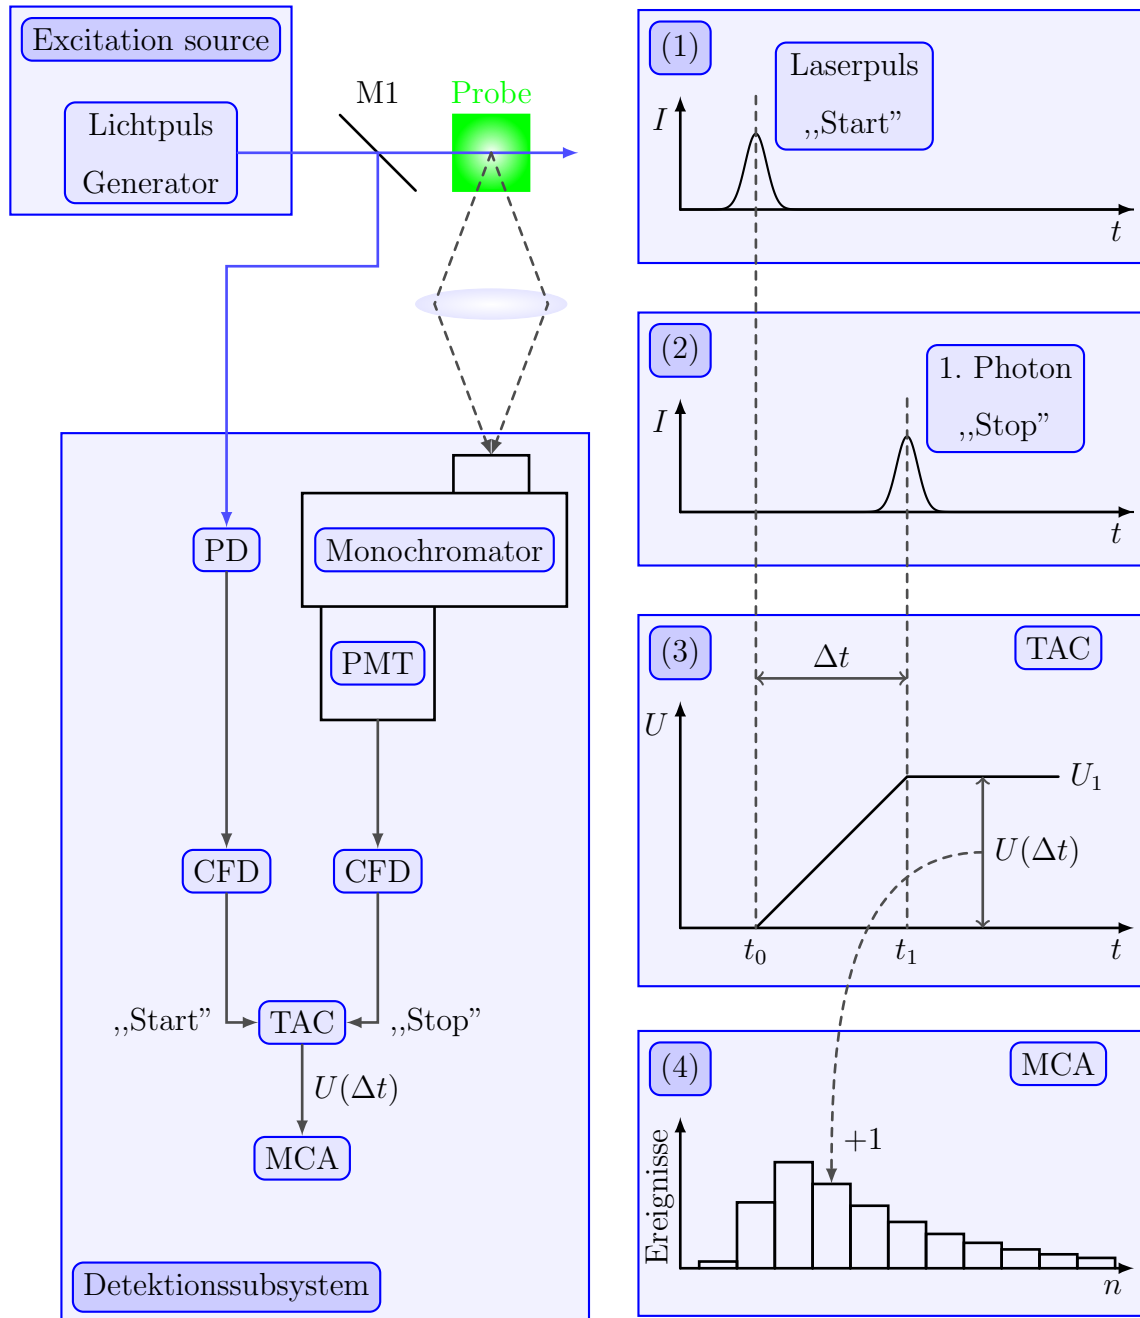 Excitation source
Lichtpuls
Generator
M1
Probe
PD
Monochromator
PMT
CFD
CFD
,,Start”
TAC
,,Stop”
U(Δt)
MCA
Detektionssubsystem
(1)
Laserpuls
,,Start”
I
t
(2)
1. Photon
,,Stop”
I
t
(3)
TAC
Δt
U
U₁
U(Δt)
t₀
t₁
t
(4)
MCA
+1
Ereignisse
n